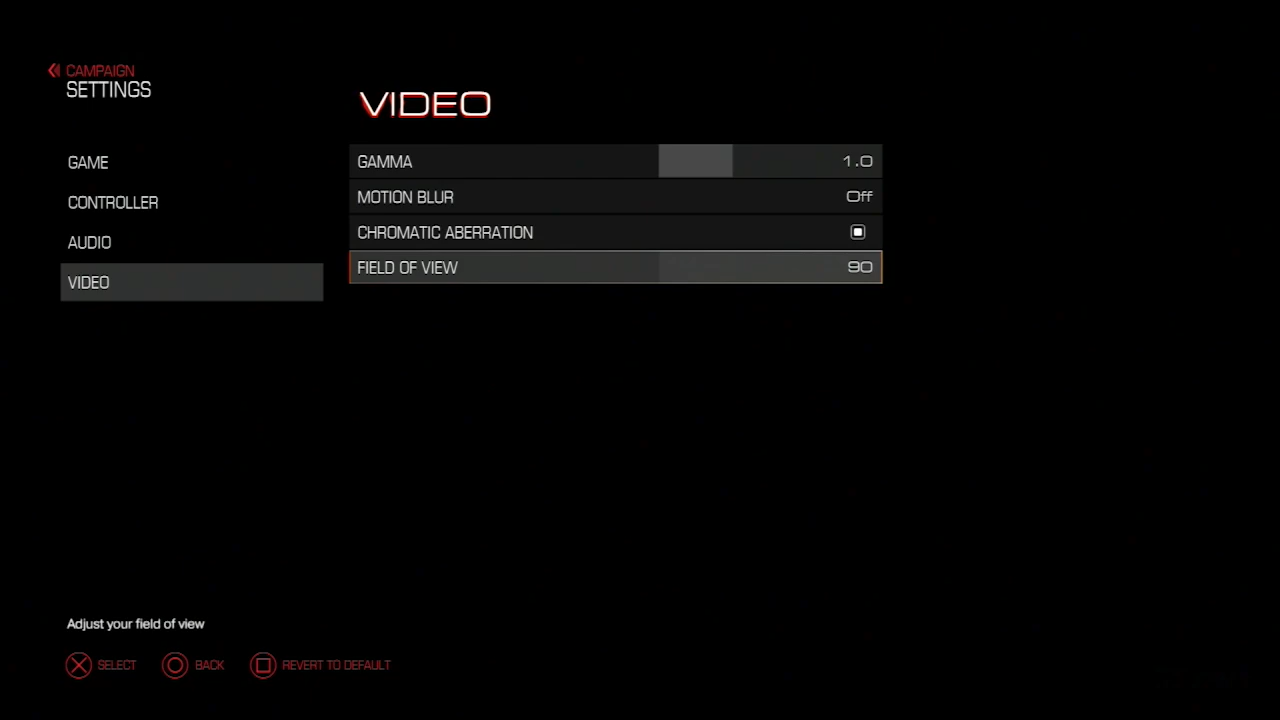 CAMPAIGN
SETTINGS
VIDEO
GAME
CONTROLLER
AUDIO
VIDEO
GAMMA 1.0
MOTION BLUR Off
CHROMATIC ABERRATION
FIELD OF VIEW 90
Adjust your field of view
SELECT BACK REVERT TO DEFAULT